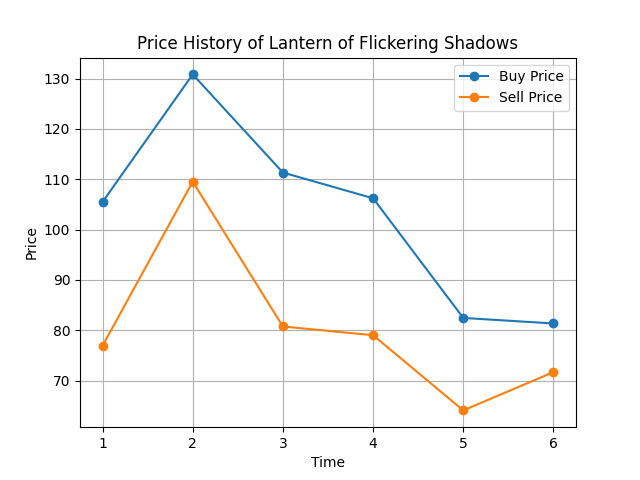 Price History of Lantern of Flickering Shadows
Buy Price
Sell Price
130
120
110
100
90
80
70
Price
1 2 3 4 5 6
Time